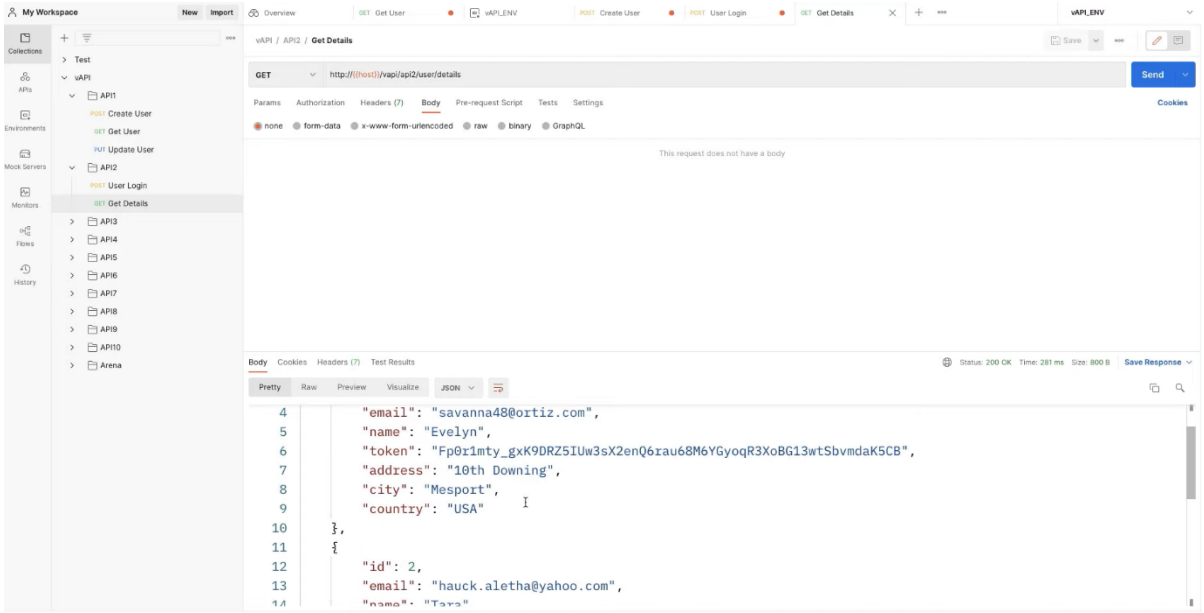 My Workspace
New
Import
Overview
GET Get User
vAPI_ENV
POST Create User
POST User Login
GET Get Details
vAPI_ENV
Collections
APIs
Environments
Mock Servers
Monitors
Flows
History
Test
vAPI
API1
POST Create User
GET Get User
PUT Update User
API2
POST User Login
GET Get Details
API3
API4
API5
API6
API7
API8
API9
API10
Arena
vAPI / API2 / Get Details
Save
GET
http://{{host}}/vapi/api2/user/details
Send
Params Authorization Headers (7) Body Pre-request Script Tests Settings
Cookies
none form-data x-www-form-urlencoded raw binary GraphQL
This request does not have a body
Body Cookies Headers (7) Test Results
Status: 200 OK Time: 281 ms Size: 800 B Save Response
Pretty Raw Preview Visualize JSON
4 "email": "savanna48@ortiz.com",
5 "name": "Evelyn",
6 "token": "Fp0r1mty_gxK9DRZ5IUw3sX2enQ6rau68M6YGyoqR3XoBG13wtSbvmdaK5CB",
7 "address": "10th Downing",
8 "city": "Mesport",
9 "country": "USA"
10 },
11 {
12 "id": 2,
13 "email": "hauck.aletha@yahoo.com",
14 "name": "Tara"